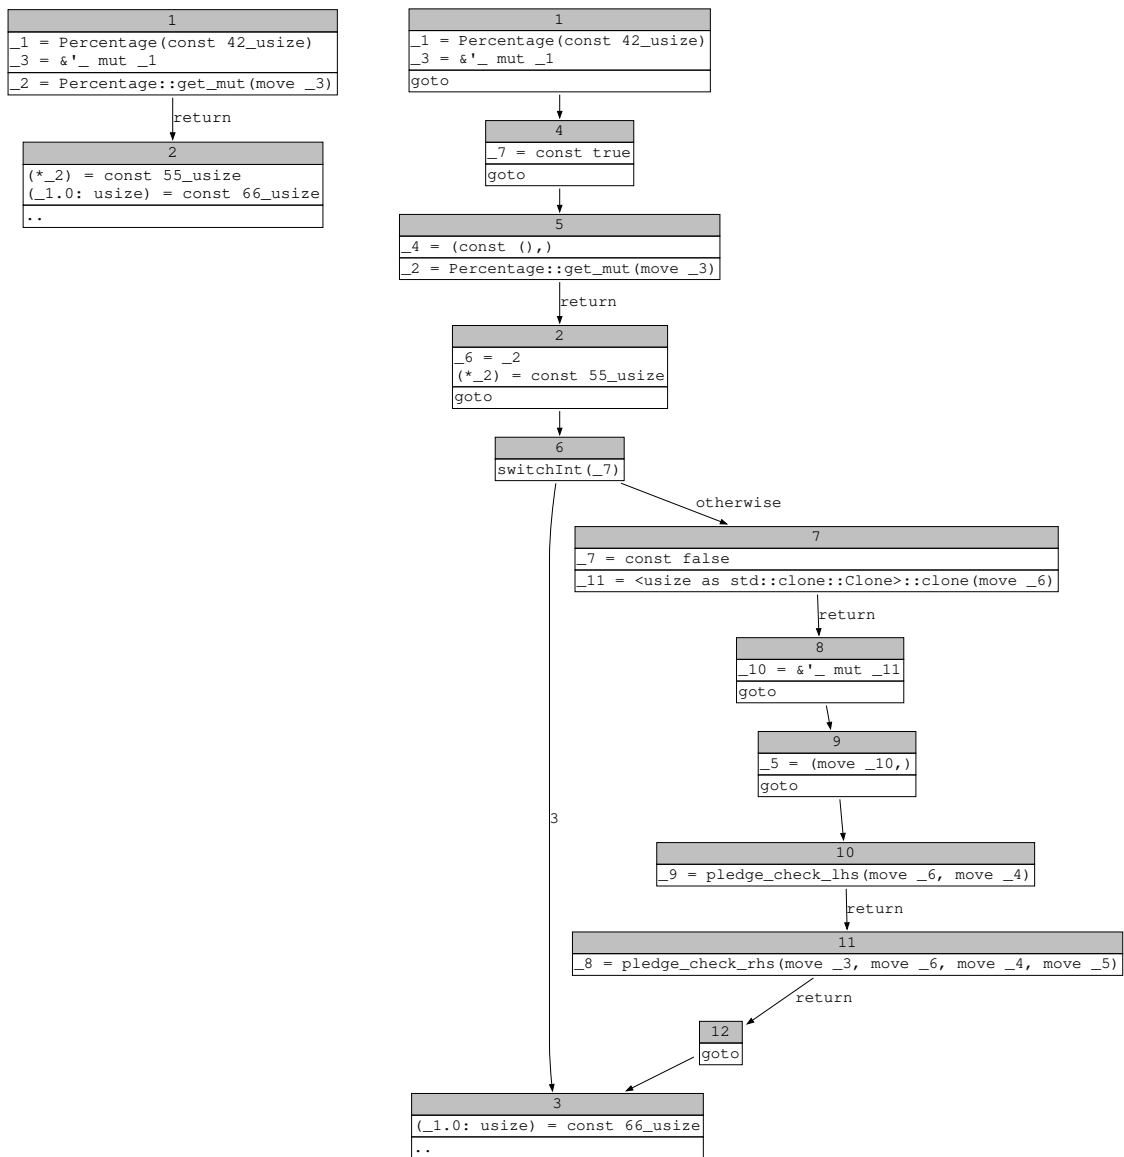 1
_1 = Percentage(const 42_usize)
_3 = &'_ mut _1
_2 = Percentage::get_mut(move _3)
return
2
(*_2) = const 55_usize
(_1.0: usize) = const 66_usize
..
1
_1 = Percentage(const 42_usize)
_3 = &'_ mut _1
goto
4
_7 = const true
goto
5
_4 = (const (),)
_2 = Percentage::get_mut(move _3)
return
2
_6 = _2
(*_2) = const 55_usize
goto
6
switchInt(_7)
otherwise
7
_7 = const false
_11 = <usize as std::clone::Clone>::clone(move _6)
return
8
_10 = &'_ mut _11
goto
9
_5 = (move _10,)
goto
3
10
_9 = pledge_check_lhs(move _6, move _4)
return
11
_8 = pledge_check_rhs(move _3, move _6, move _4, move _5)
return
12
goto
3
(_1.0: usize) = const 66_usize
..